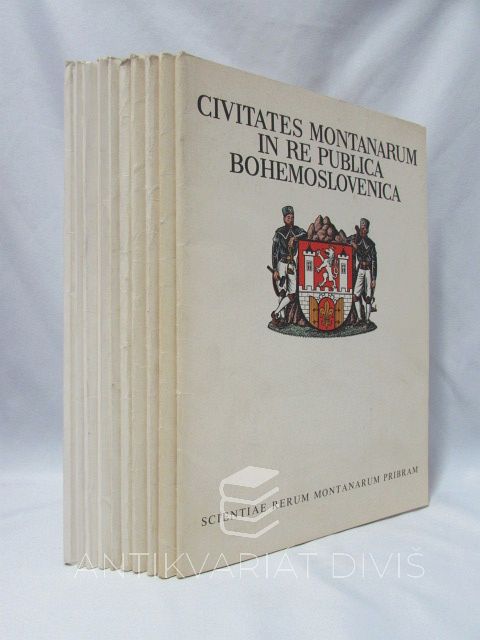 CIVITATES MONTANARUM
IN RE PUBLICA
BOHEMOSLOVENICA
SCIENTIAE RERUM MONTANARUM PRIBRAM
ANTIKVARIAT DIVIŠ